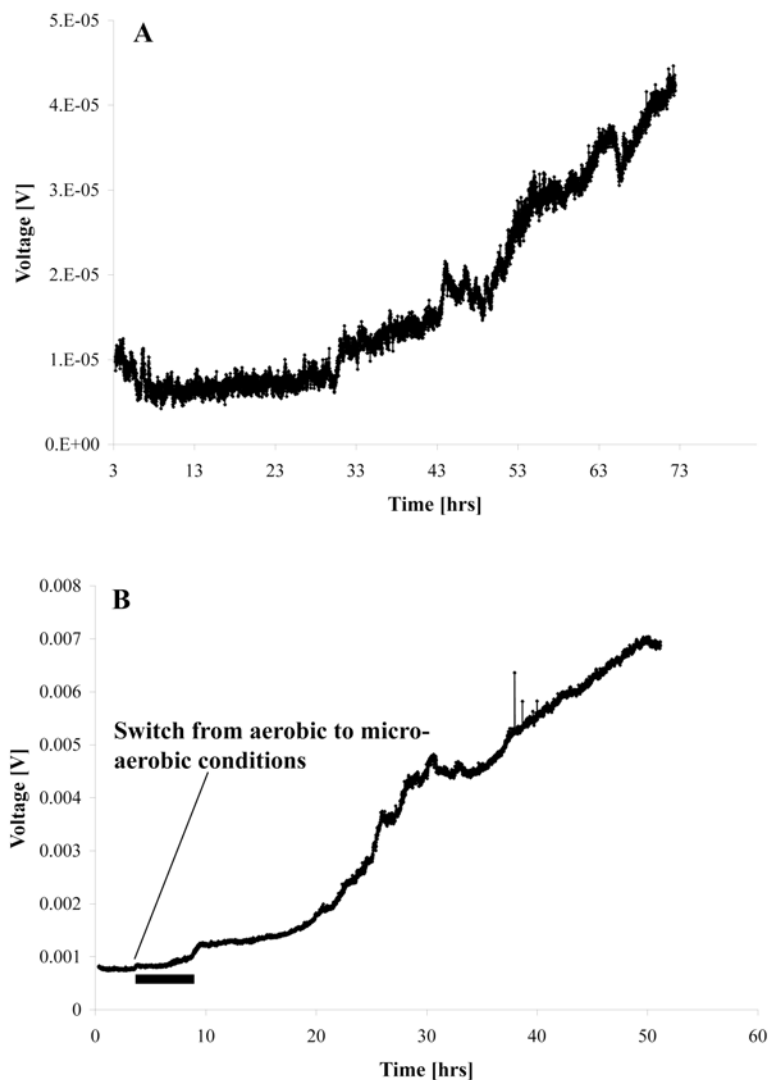 A
5.E-05
4.E-05
3.E-05
2.E-05
1.E-05
0.E+00
Voltage [V]
3 13 23 33 43 53 63 73
Time [hrs]
B
0.008
0.007
0.006
0.005
0.004
0.003
0.002
0.001
0
Voltage [V]
Switch from aerobic to micro-
aerobic conditions
0 10 20 30 40 50 60
Time [hrs]